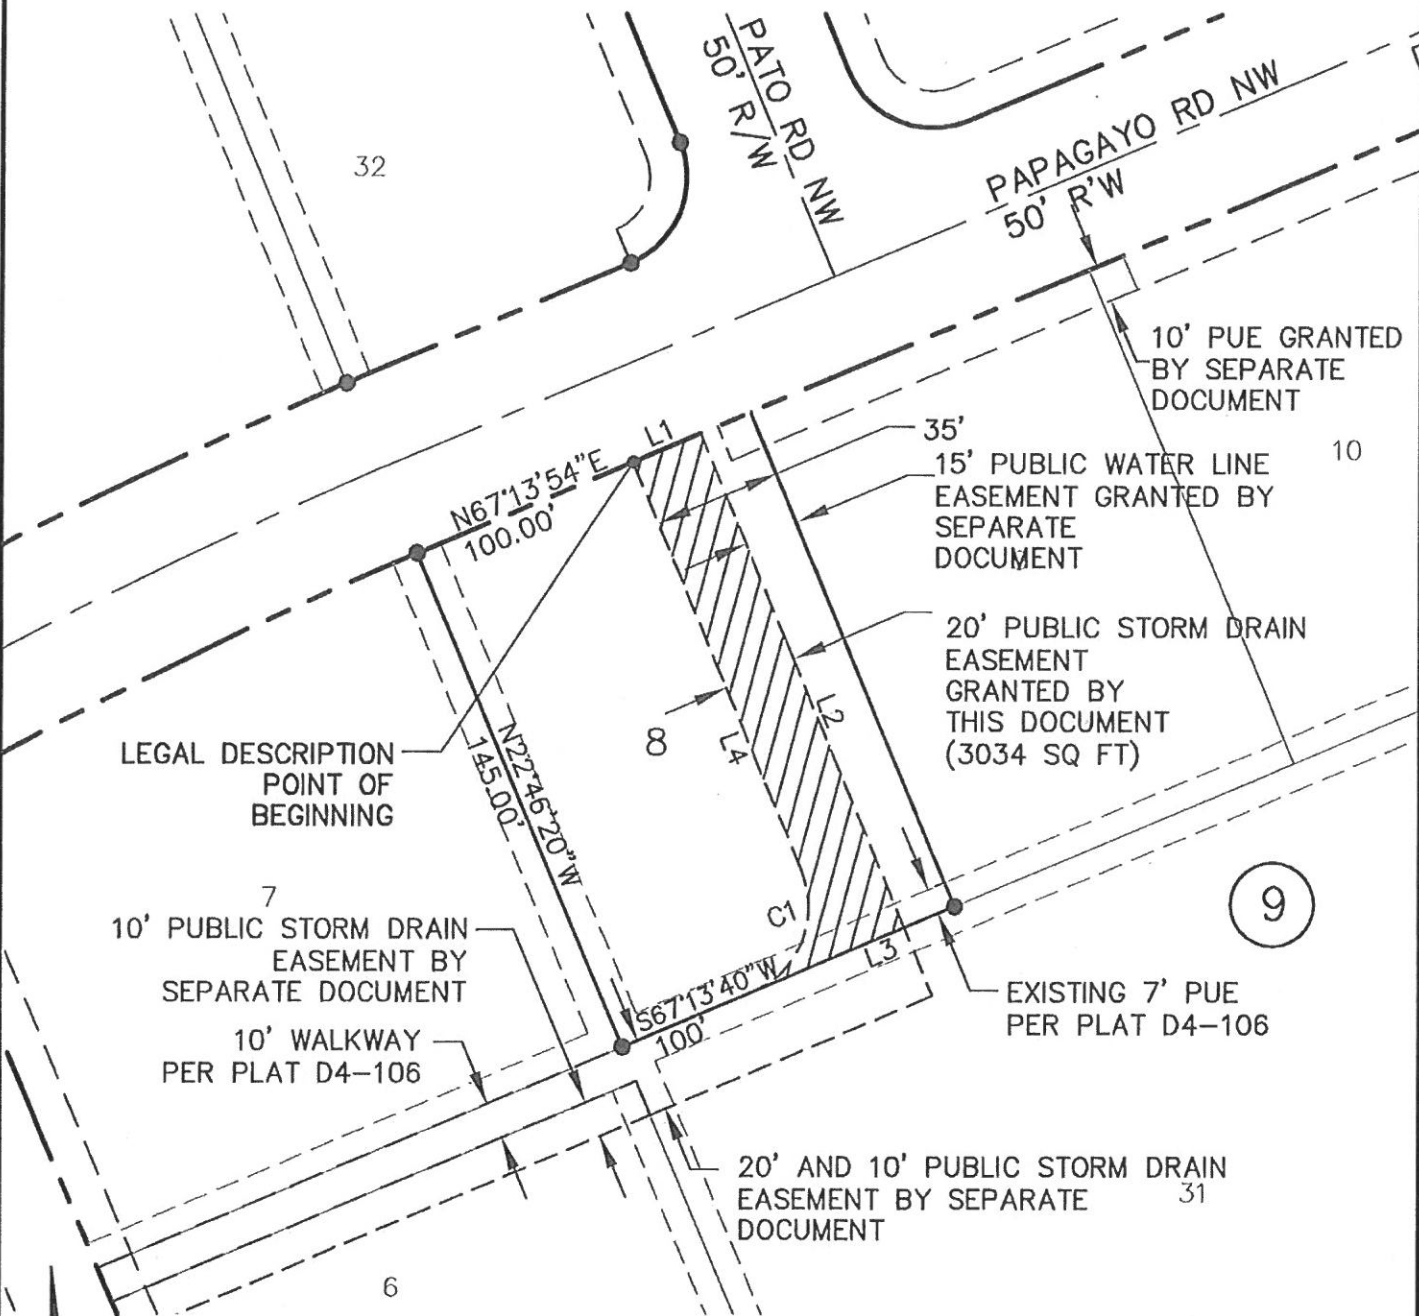 32
PATO RD NW
50' R/W
PAPAGAYO RD NW
50' R'W
10' PUE GRANTED
BY SEPARATE
DOCUMENT
10
L1
35'
15' PUBLIC WATER LINE
EASEMENT GRANTED BY
SEPARATE
DOCUMENT
N67°13'54"E
100.00'
20' PUBLIC STORM DRAIN
EASEMENT
GRANTED BY
THIS DOCUMENT
(3034 SQ FT)
L2
L4
8
LEGAL DESCRIPTION
POINT OF
BEGINNING
N22°46'20"W
145.00'
7
10' PUBLIC STORM DRAIN
EASEMENT BY
SEPARATE DOCUMENT
10' WALKWAY
PER PLAT D4-106
C1
L3
S67°13'40"W
100'
9
EXISTING 7' PUE
PER PLAT D4-106
20' AND 10' PUBLIC STORM DRAIN
EASEMENT BY SEPARATE
DOCUMENT
31
6